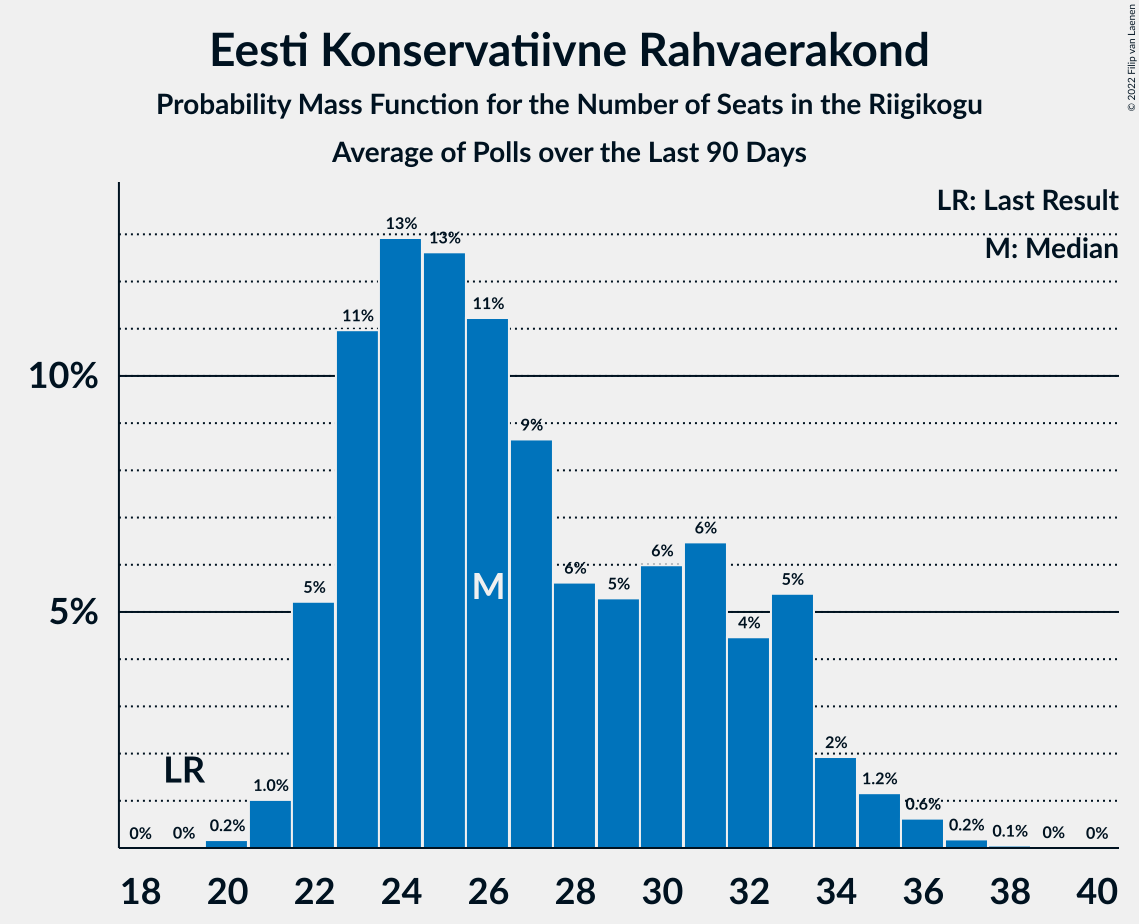 Eesti Konservatiivne Rahvaerakond
Probability Mass Function for the Number of Seats in the Riigikogu
Average of Polls over the Last 90 Days
© 2022 Filip van Laenen
LR: Last Result
M: Median
10%
5%
0%
0%
0.2%
1.0%
5%
11%
13%
13%
11%
9%
6%
5%
6%
6%
4%
5%
2%
1.2%
0.6%
0.2%
0.1%
0%
0%
LR
M
18 20 22 24 26 28 30 32 34 36 38 40